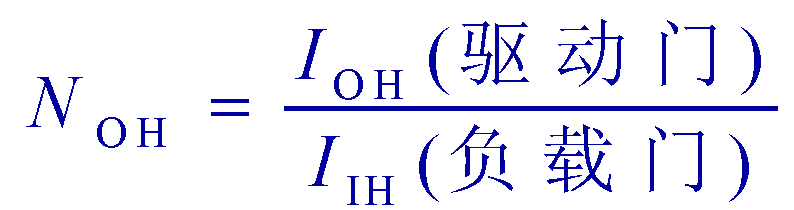 N_OH = I_OH (驱动门) / I_IH (负载门)